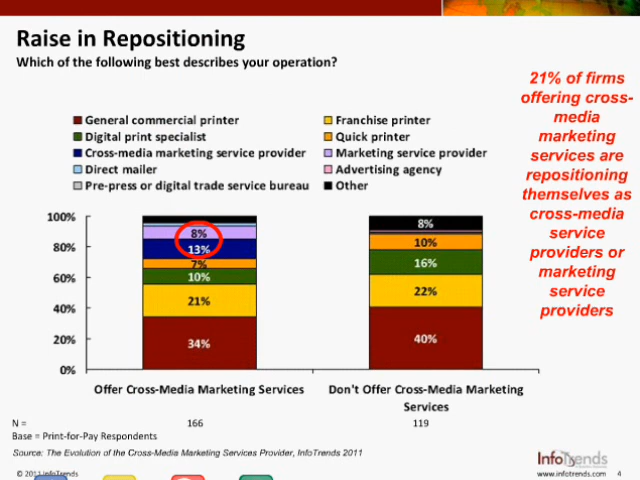 Raise in Repositioning
Which of the following best describes your operation?
21% of firms
offering cross-
media
marketing
services are
repositioning
themselves as
cross-media
service
providers or
marketing
service
providers
General commercial printer
Franchise printer
Digital print specialist
Quick printer
Cross-media marketing service provider
Marketing service provider
Direct mailer
Advertising agency
Pre-press or digital trade service bureau
Other
100%
80%
60%
40%
20%
0%
8%
13%
7%
10%
21%
34%
8%
10%
16%
22%
40%
Offer Cross-Media Marketing Services
Don't Offer Cross-Media Marketing
Services
N = 166 119
Base = Print-for-Pay Respondents
Source: The Evolution of the Cross-Media Marketing Services Provider, InfoTrends 2011
InfoTrends
© 2011 InfoTrends
www.infotrends.com 4